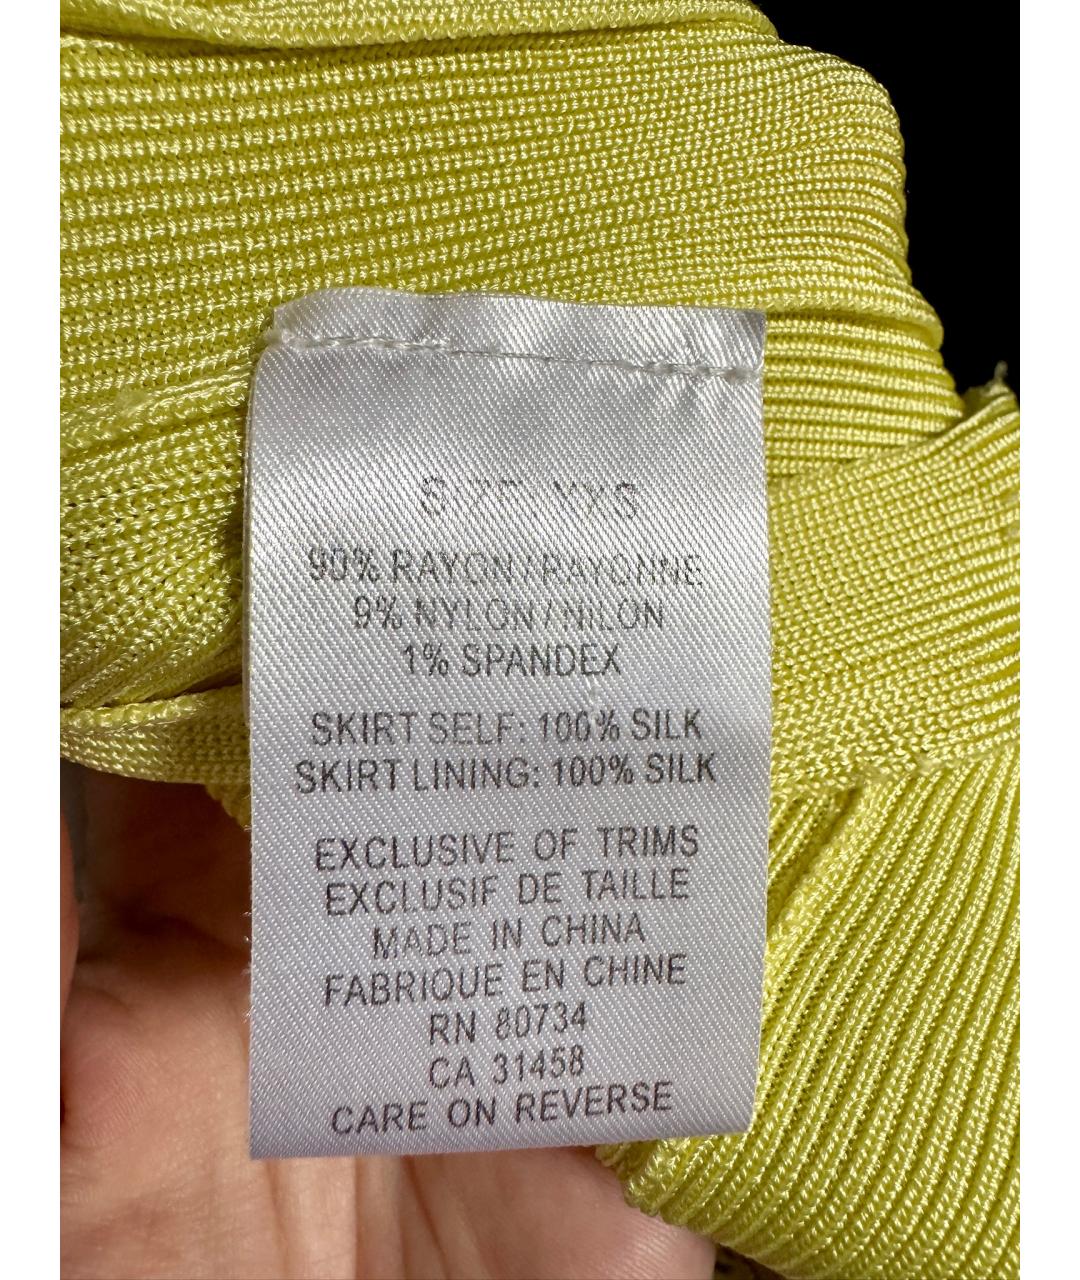 SIZE XXS
90% RAYON/RAYONNE
9% NYLON/NILON
1% SPANDEX
SKIRT SELF: 100% SILK
SKIRT LINING: 100% SILK
EXCLUSIVE OF TRIMS
EXCLUSIF DE TAILLE
MADE IN CHINA
FABRIQUE EN CHINE
RN 80734
CA 31458
CARE ON REVERSE